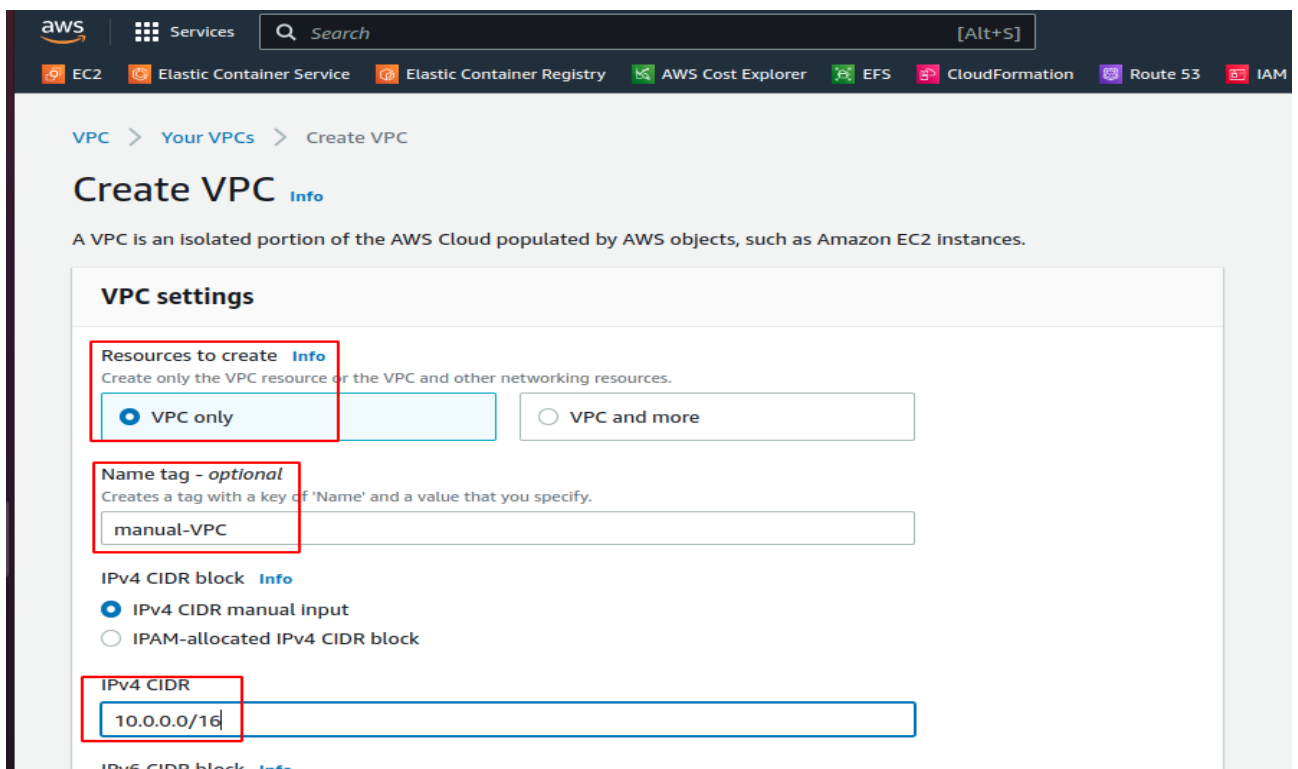 aws Services Search [Alt+S]
EC2 Elastic Container Service Elastic Container Registry AWS Cost Explorer EFS CloudFormation Route 53 IAM
VPC > Your VPCs > Create VPC
Create VPC Info
A VPC is an isolated portion of the AWS Cloud populated by AWS objects, such as Amazon EC2 instances.
VPC settings
Resources to create Info
Create only the VPC resource or the VPC and other networking resources.
VPC only VPC and more
Name tag - optional
Creates a tag with a key of 'Name' and a value that you specify.
manual-VPC
IPv4 CIDR block Info
IPv4 CIDR manual input
IPAM-allocated IPv4 CIDR block
IPv4 CIDR
10.0.0.0/16
IPv6 CIDR block Info